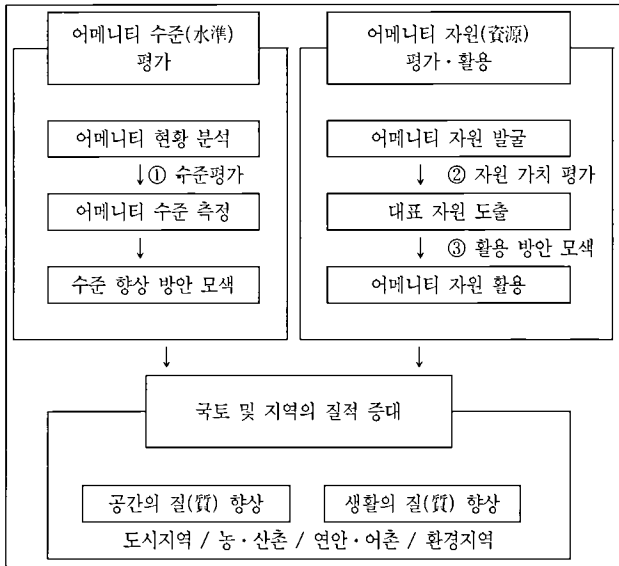 어메니티 수준(水準)
평가
어메니티 현황 분석
↓ ① 수준평가
어메니티 수준 측정
↓
수준 향상 방안 모색
어메니티 자원(資源)
평가·활용
어메니티 자원 발굴
↓ ② 자원 가치 평가
대표 자원 도출
↓ ③ 활용 방안 모색
어메니티 자원 활용
↓ ↓
국토 및 지역의 질적 증대
공간의 질(質) 향상 생활의 질(質) 향상
도시지역 / 농·산촌 / 연안·어촌 / 환경지역